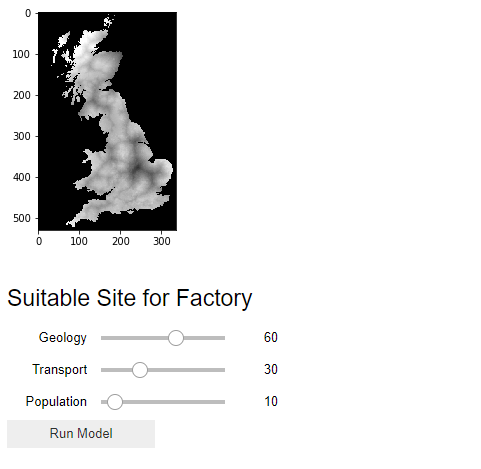 0
100
200
300
400
500
0 100 200 300
Suitable Site for Factory
Geology 60
Transport 30
Population 10
Run Model